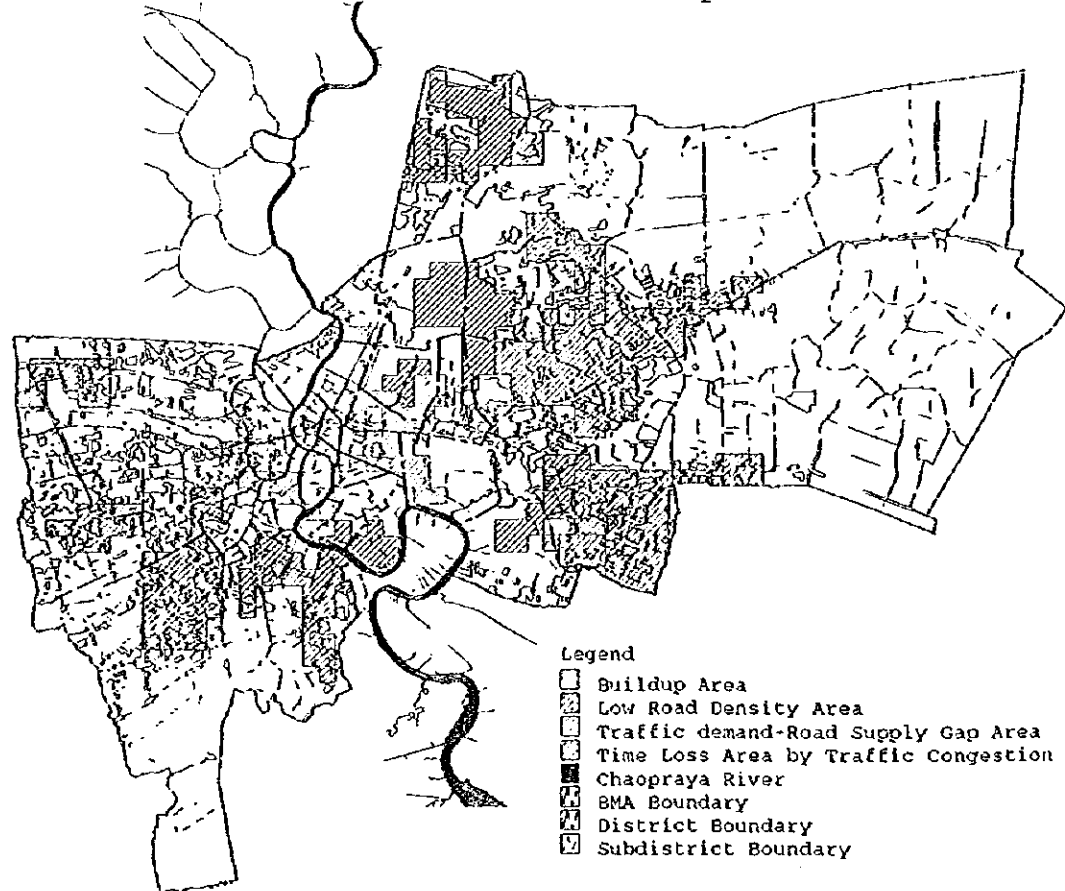 Legend
Buildup Area
Low Road Density Area
Traffic demand-Road Supply Gap Area
Time Loss Area by Traffic Congestion
Chaopraya River
BMA Boundary
District Boundary
Subdistrict Boundary